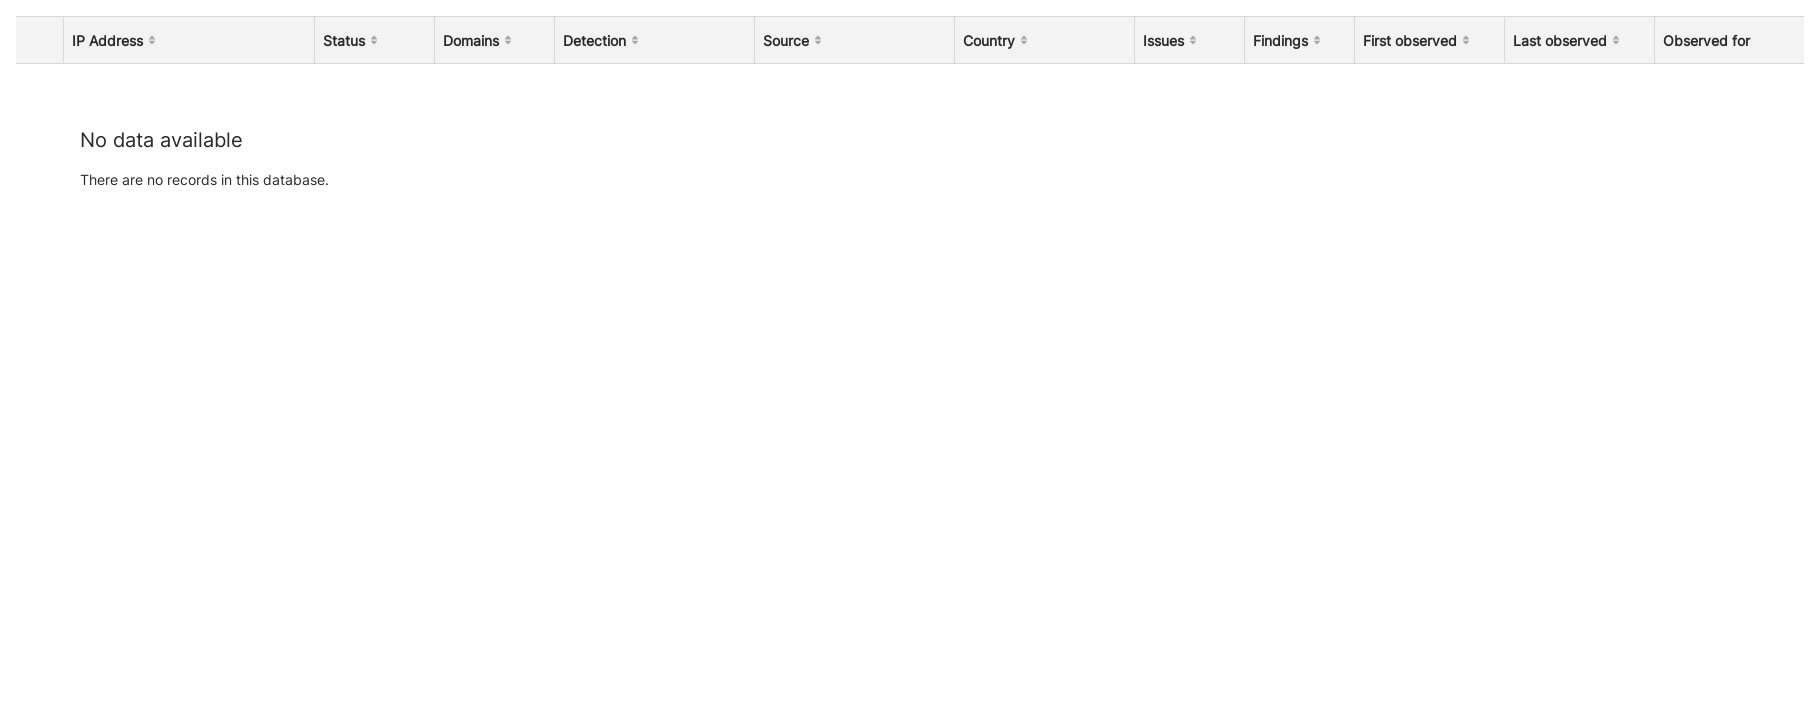 IP Address Status Domains Detection Source Country Issues Findings First observed Last observed Observed for
No data available
There are no records in this database.